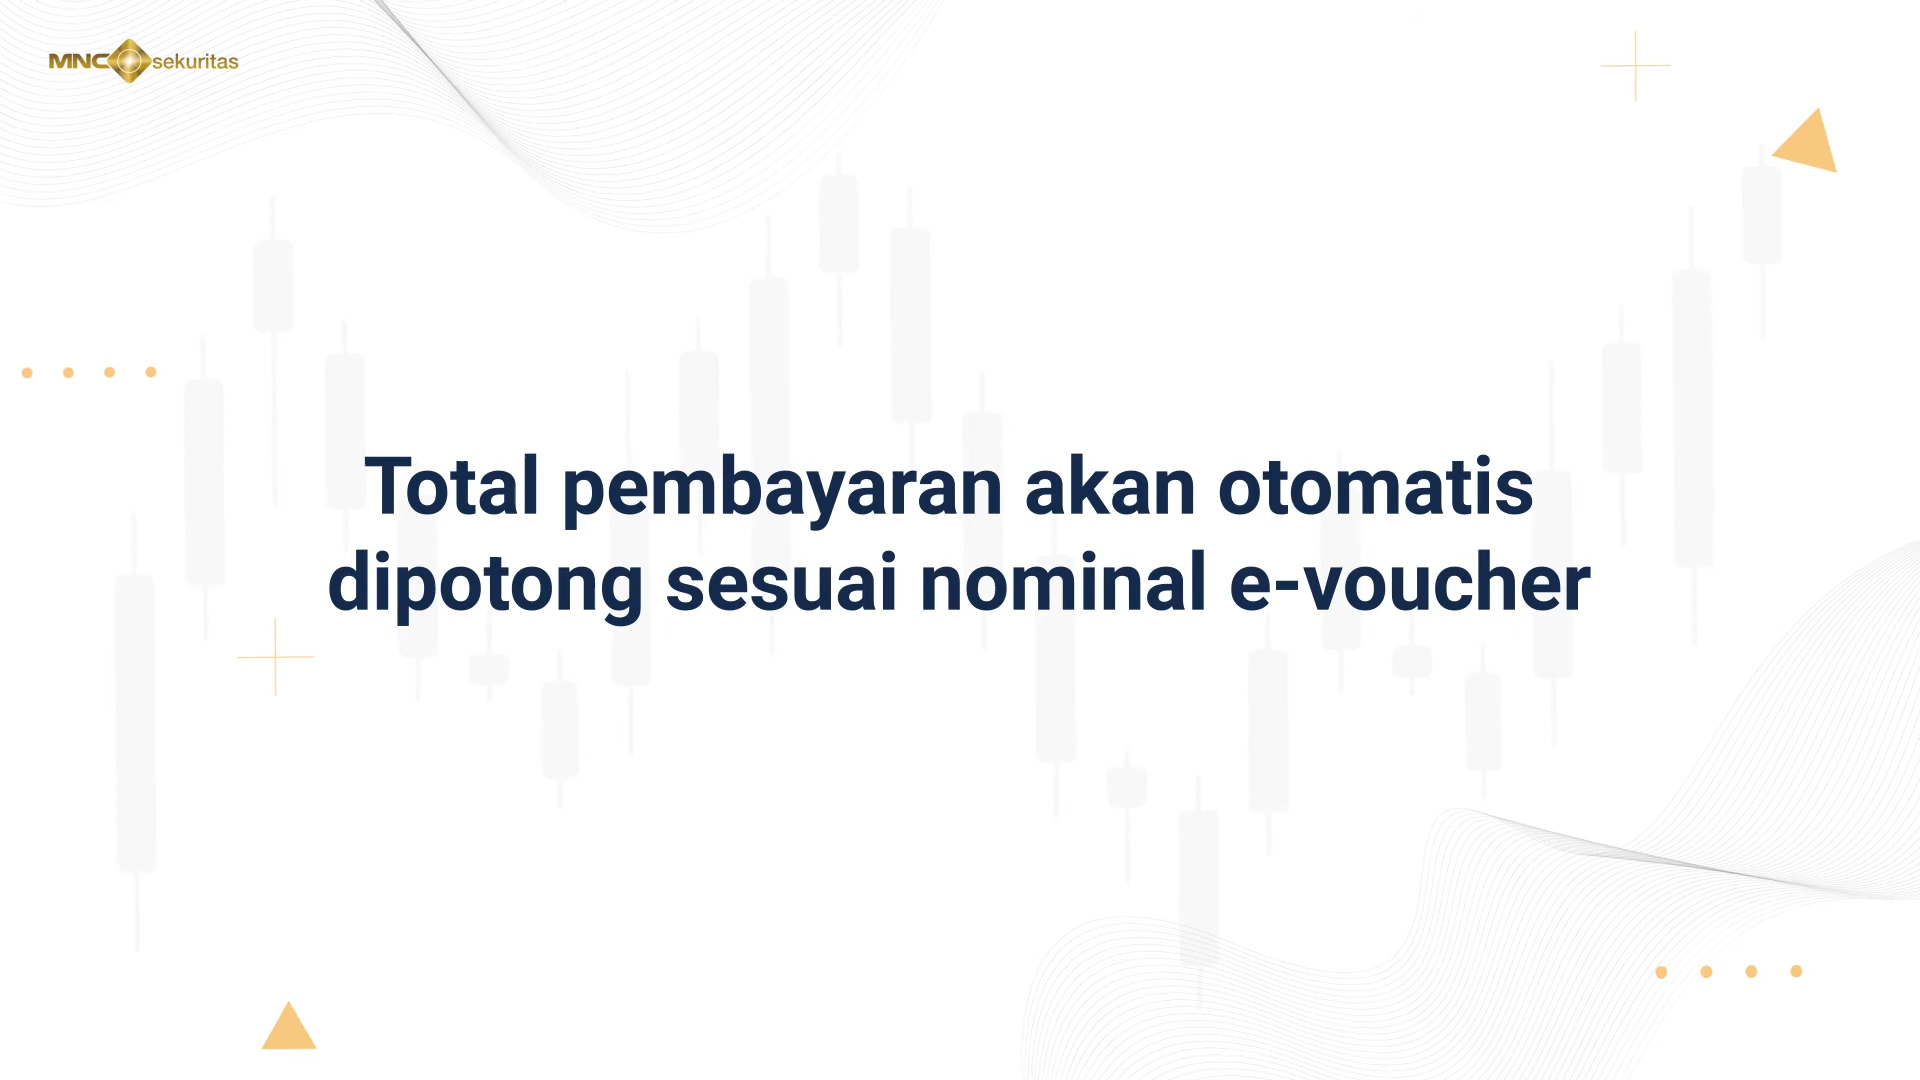 MNC sekuritas
Total pembayaran akan otomatis
dipotong sesuai nominal e-voucher